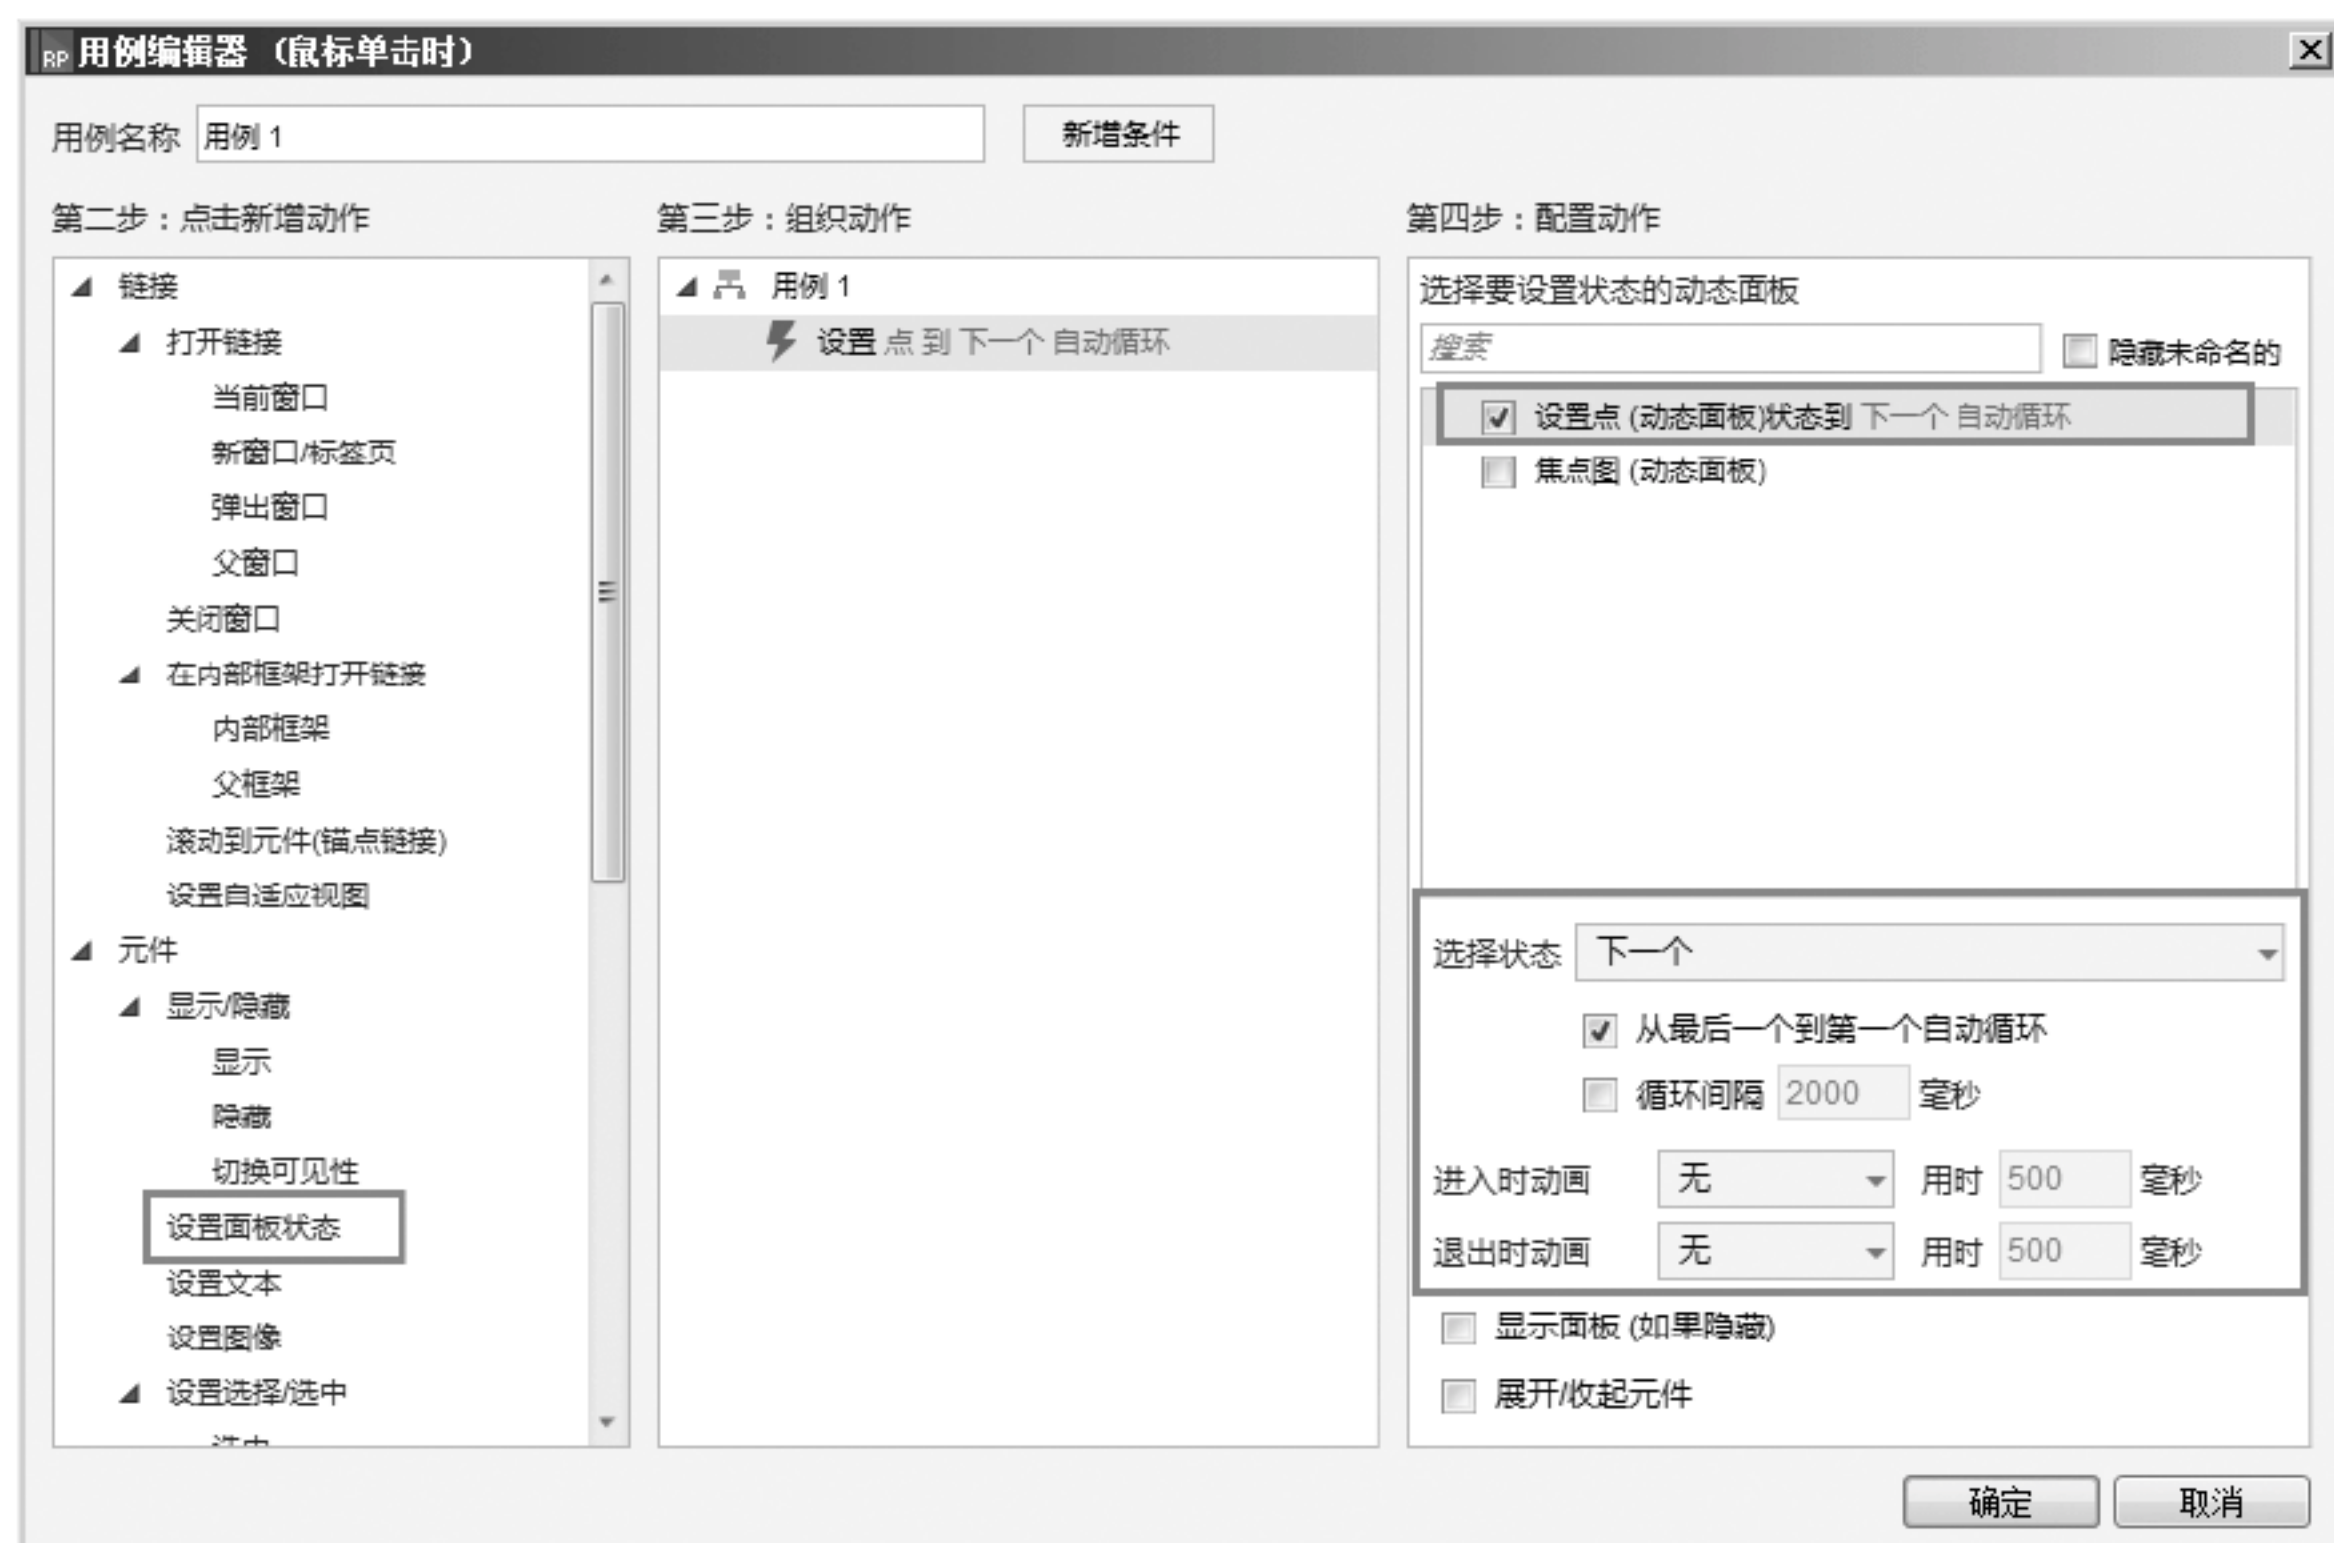 RP 用例编辑器 （鼠标单击时）
用例名称 用例 1 新增条件
第二步：点击新增动作
链接
打开链接
当前窗口
新窗口/标签页
弹出窗口
父窗口
关闭窗口
在内部框架打开链接
内部框架
父框架
滚动到元件(锚点链接)
设置自适应视图
元件
显示/隐藏
显示
隐藏
切换可见性
设置面板状态
设置文本
设置图像
设置选择/选中
第三步：组织动作
用例 1
设置 点 到 下一个 自动循环
第四步：配置动作
选择要设置状态的动态面板
搜索 隐藏未命名的
设置点 (动态面板)状态到 下一个 自动循环
焦点图 (动态面板)
选择状态 下一个
从最后一个到第一个自动循环
循环间隔 2000 毫秒
进入时动画 无 用时 500 毫秒
退出时动画 无 用时 500 毫秒
显示面板 (如果隐藏)
展开/收起元件
确定 取消